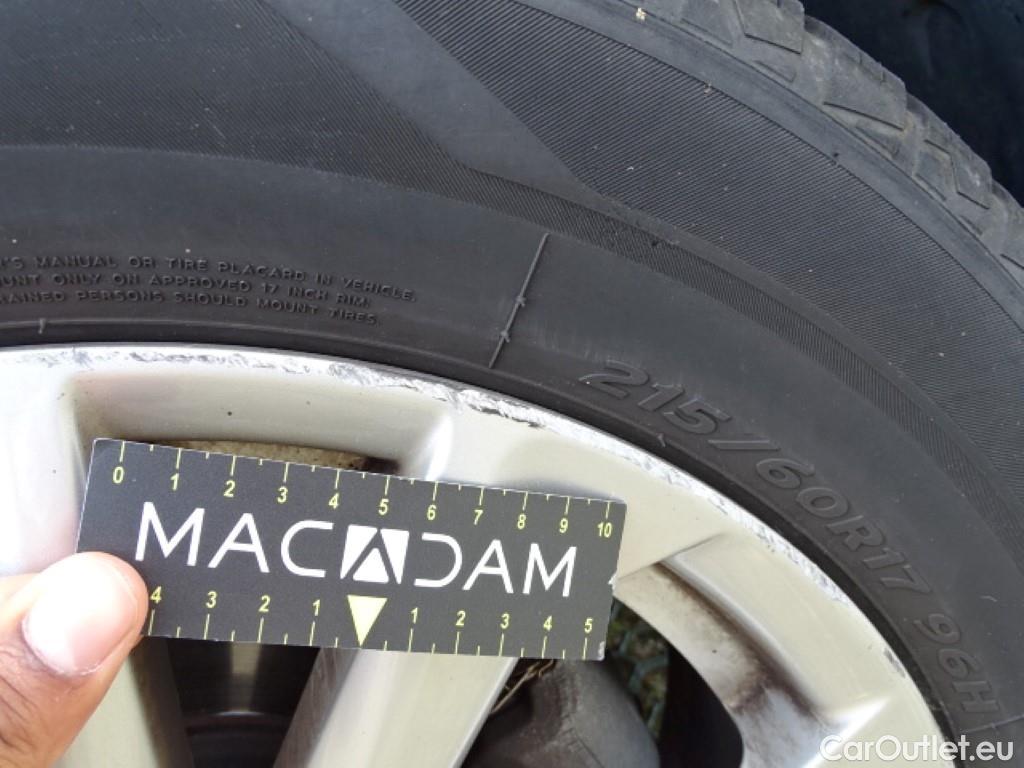 'S MANUAL OR TIRE PLACARD IN VEHICLE.
UNT ONLY ON APPROVED 17 INCH RIM.
RAINED PERSONS SHOULD MOUNT TIRES.
215/60R17 96H
0 1 2 3 4 5 6 7 8 9 10
MACADAM
4 3 2 1 1 2 3 4 5
CarOutlet.eu